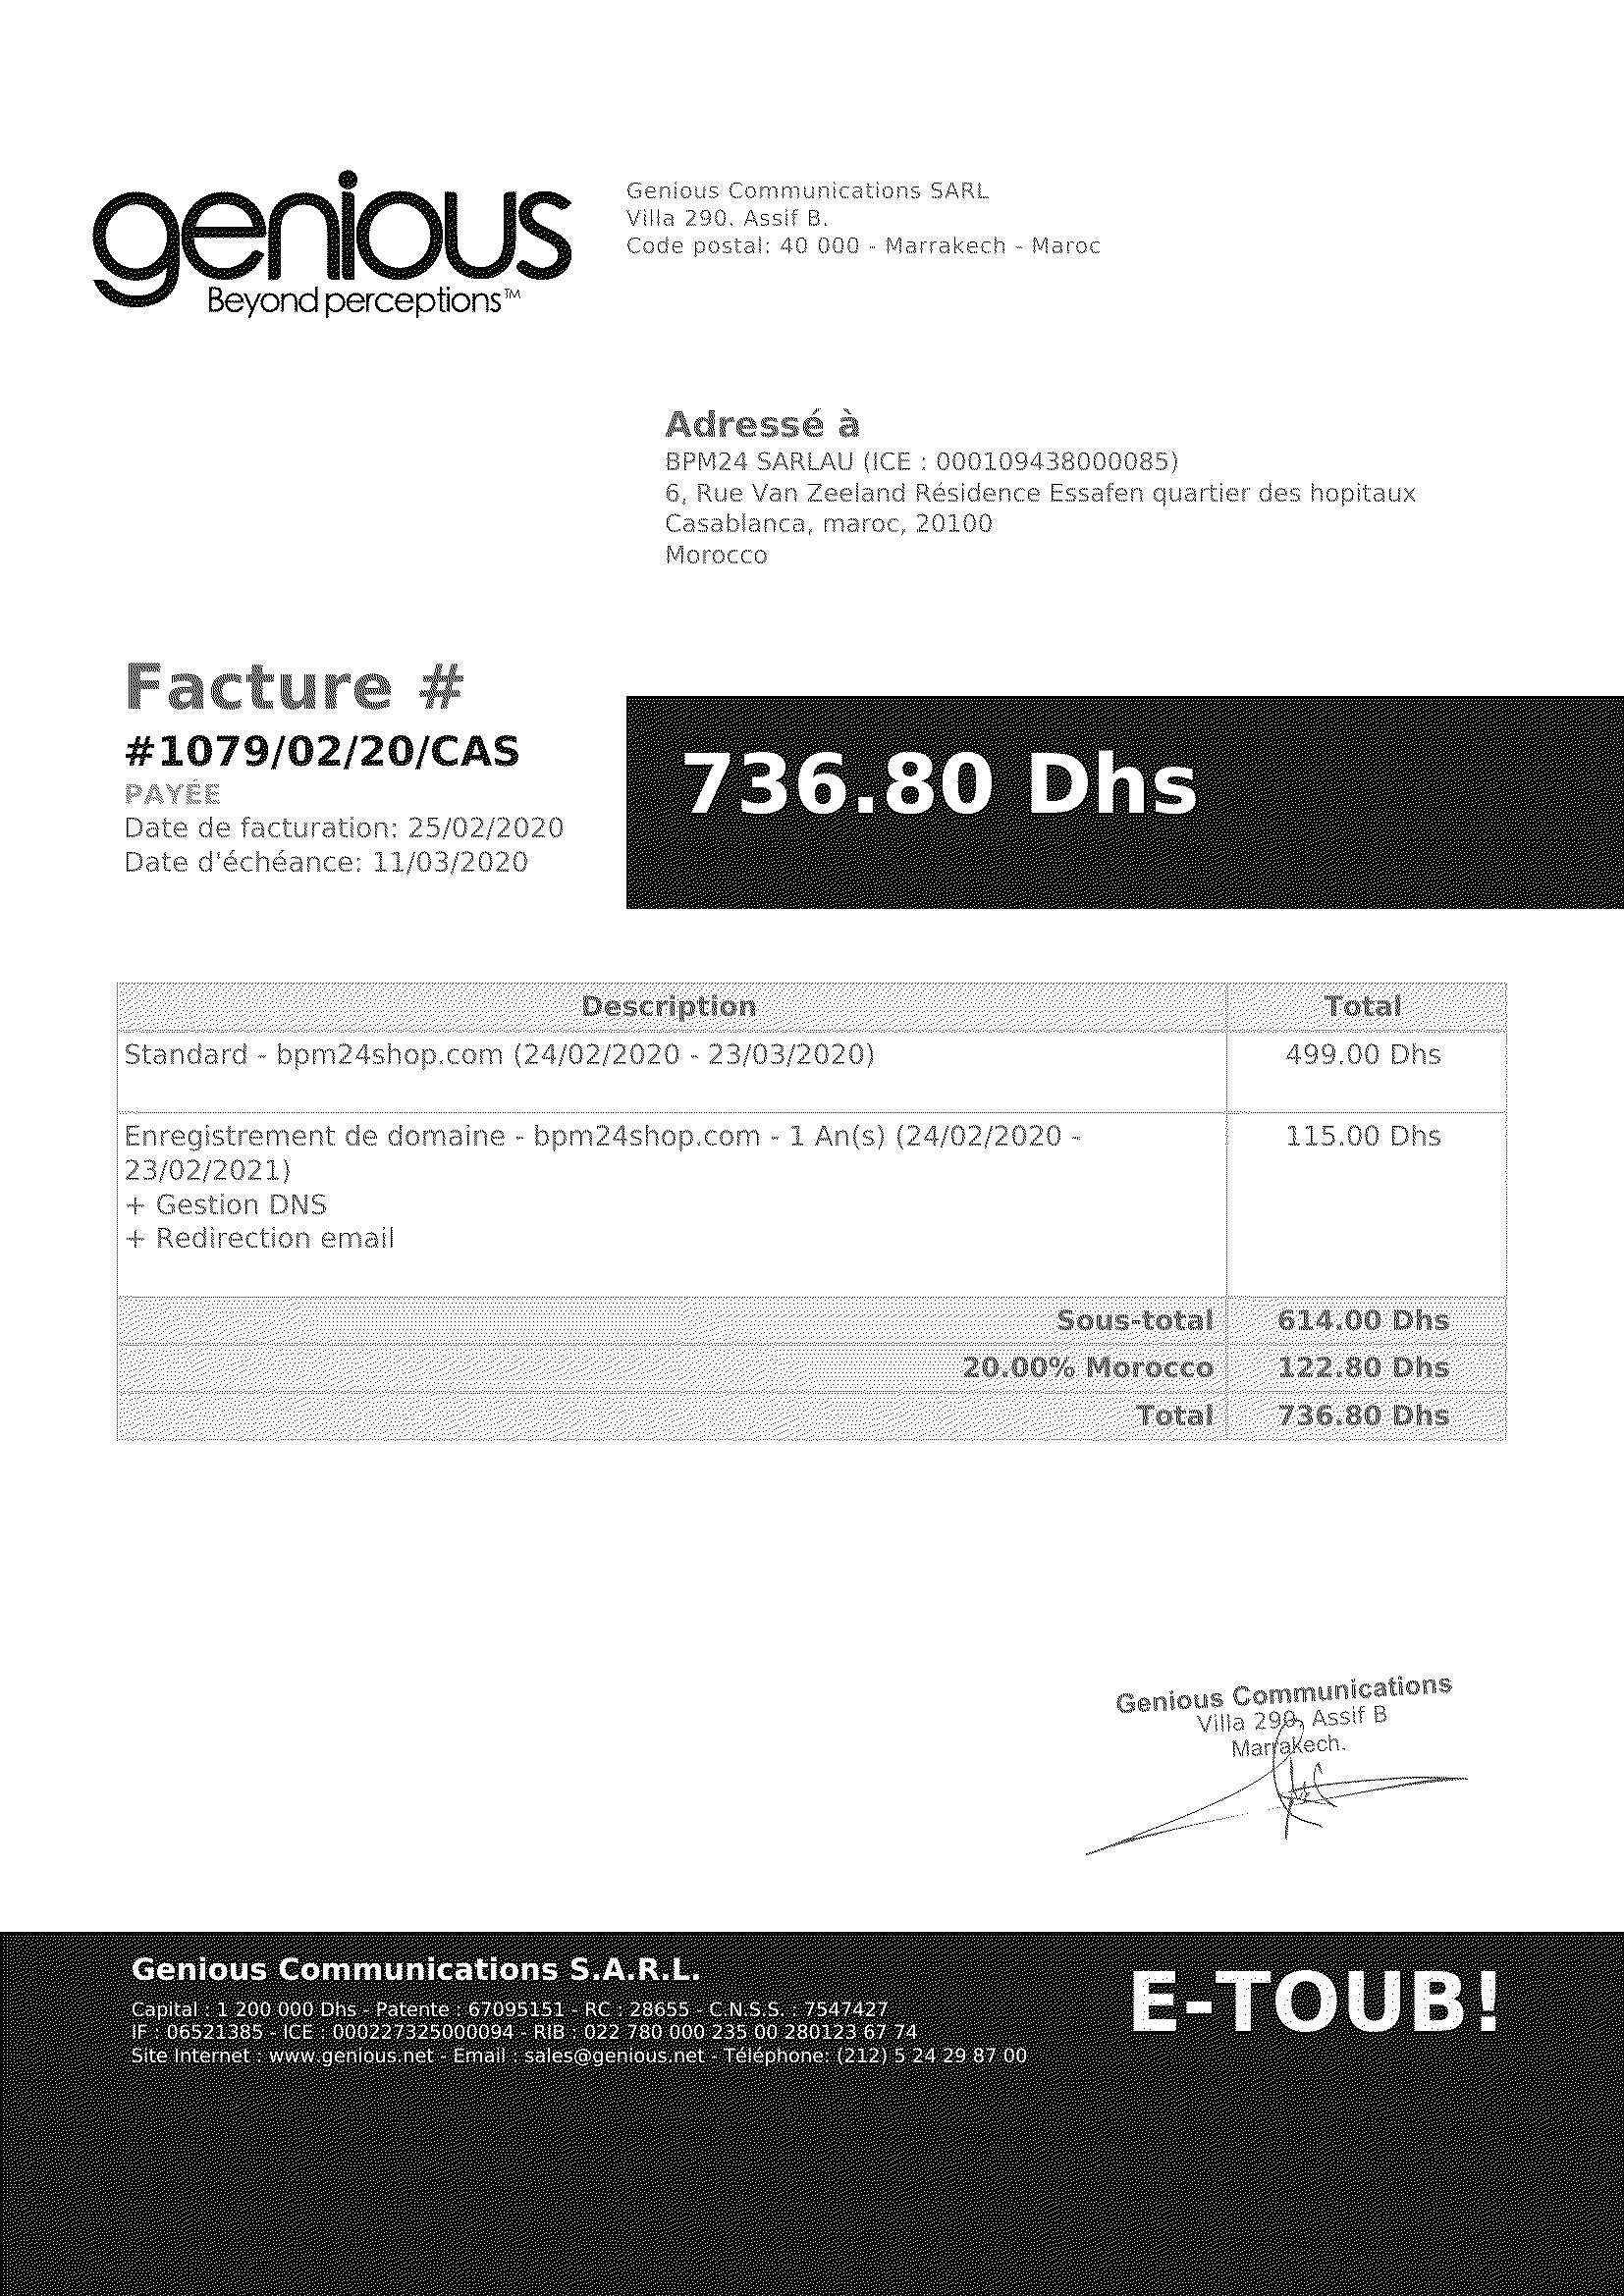 genious
Beyond perceptions™
Genious Communications SARL
Villa 290. Assif B.
Code postal: 40 000 - Marrakech - Maroc
Adressé à
BPM24 SARLAU (ICE : 000109438000085)
6, Rue Van Zeeland Résidence Essafen quartier des hopitaux
Casablanca, maroc, 20100
Morocco
Facture #
#1079/02/20/CAS
PAYÉE
Date de facturation: 25/02/2020
Date d'échéance: 11/03/2020
736.80 Dhs
Description Total
Standard - bpm24shop.com (24/02/2020 - 23/03/2020) 499.00 Dhs
Enregistrement de domaine - bpm24shop.com - 1 An(s) (24/02/2020 - 115.00 Dhs
23/02/2021)
+ Gestion DNS
+ Redirection email
Sous-total 614.00 Dhs
20.00% Morocco 122.80 Dhs
Total 736.80 Dhs
Genious Communications
Villa 290, Assif B
Marrakech.
Genious Communications S.A.R.L.
Capital : 1 200 000 Dhs - Patente : 67095151 - RC : 28655 - C.N.S.S. : 7547427
IF : 06521385 - ICE : 000227325000094 - RIB : 022 780 000 235 00 280123 67 74
Site Internet : www.genious.net - Email : sales@genious.net - Téléphone: (212) 5 24 29 87 00
E-TOUB!